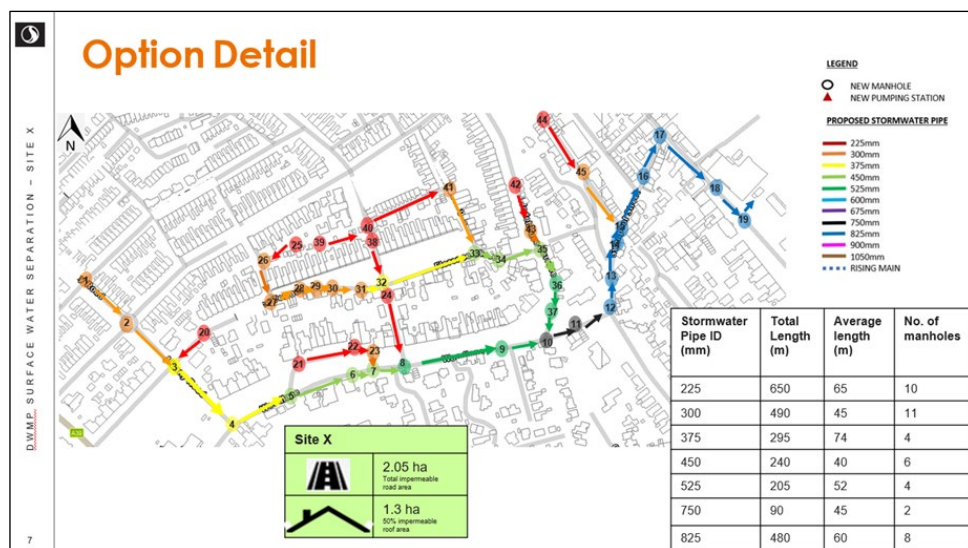 Option Detail
DWMP SURFACE WATER SEPARATION – SITE X
7
N
LEGEND
NEW MANHOLE
NEW PUMPING STATION
PROPOSED STORMWATER PIPE
225mm
300mm
375mm
450mm
525mm
600mm
675mm
750mm
825mm
900mm
1050mm
RISING MAIN
1
2
3
4
5
6
7
8
9
10
11
12
13
14
15
16
17
18
19
20
21
22
23
24
25
26
27
28
29
30
31
32
33
34
35
36
37
38
39
40
41
42
43
44
45
Site X
2.05 ha
Total impermeable
road area
1.3 ha
50% impermeable
roof area
Stormwater Pipe ID (mm) Total Length (m) Average length (m) No. of manholes
225 650 65 10
300 490 45 11
375 295 74 4
450 240 40 6
525 205 52 4
750 90 45 2
825 480 60 8